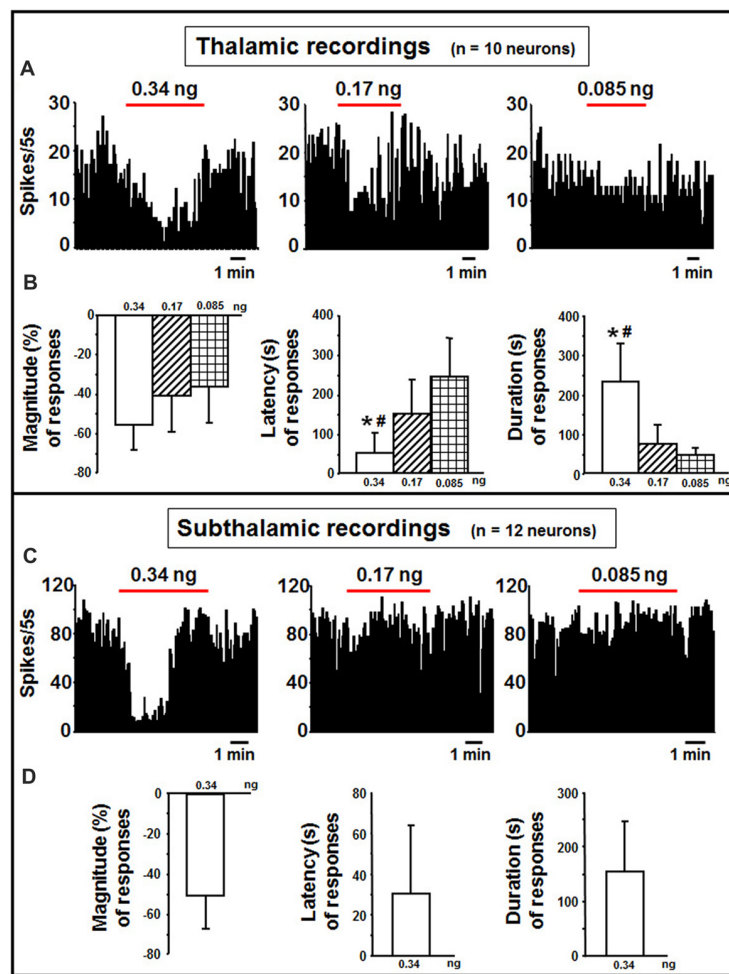 Thalamic recordings (n = 10 neurons)
A
0.34 ng 0.17 ng 0.085 ng
Spikes/5s
30 30 30
20 20 20
10 10 10
0 0 0
1 min 1 min 1 min
B
Magnitude (%)
of responses
0.34 0.17 0.085 ng
0
-20
-40
-60
-80
Latency (s)
of responses
400
300
200
100
0
*#
0.34 0.17 0.085 ng
Duration (s)
of responses
400
300
200
100
0
*#
0.34 0.17 0.085 ng
Subthalamic recordings (n = 12 neurons)
C
0.34 ng 0.17 ng 0.085 ng
Spikes/5s
120 120 120
80 80 80
40 40 40
0 0 0
1 min 1 min 1 min
D
Magnitude (%)
of responses
0.34 ng
0
-20
-40
-60
-80
Latency (s)
of responses
80
60
40
20
0
0.34 ng
Duration (s)
of responses
300
200
100
0
0.34 ng